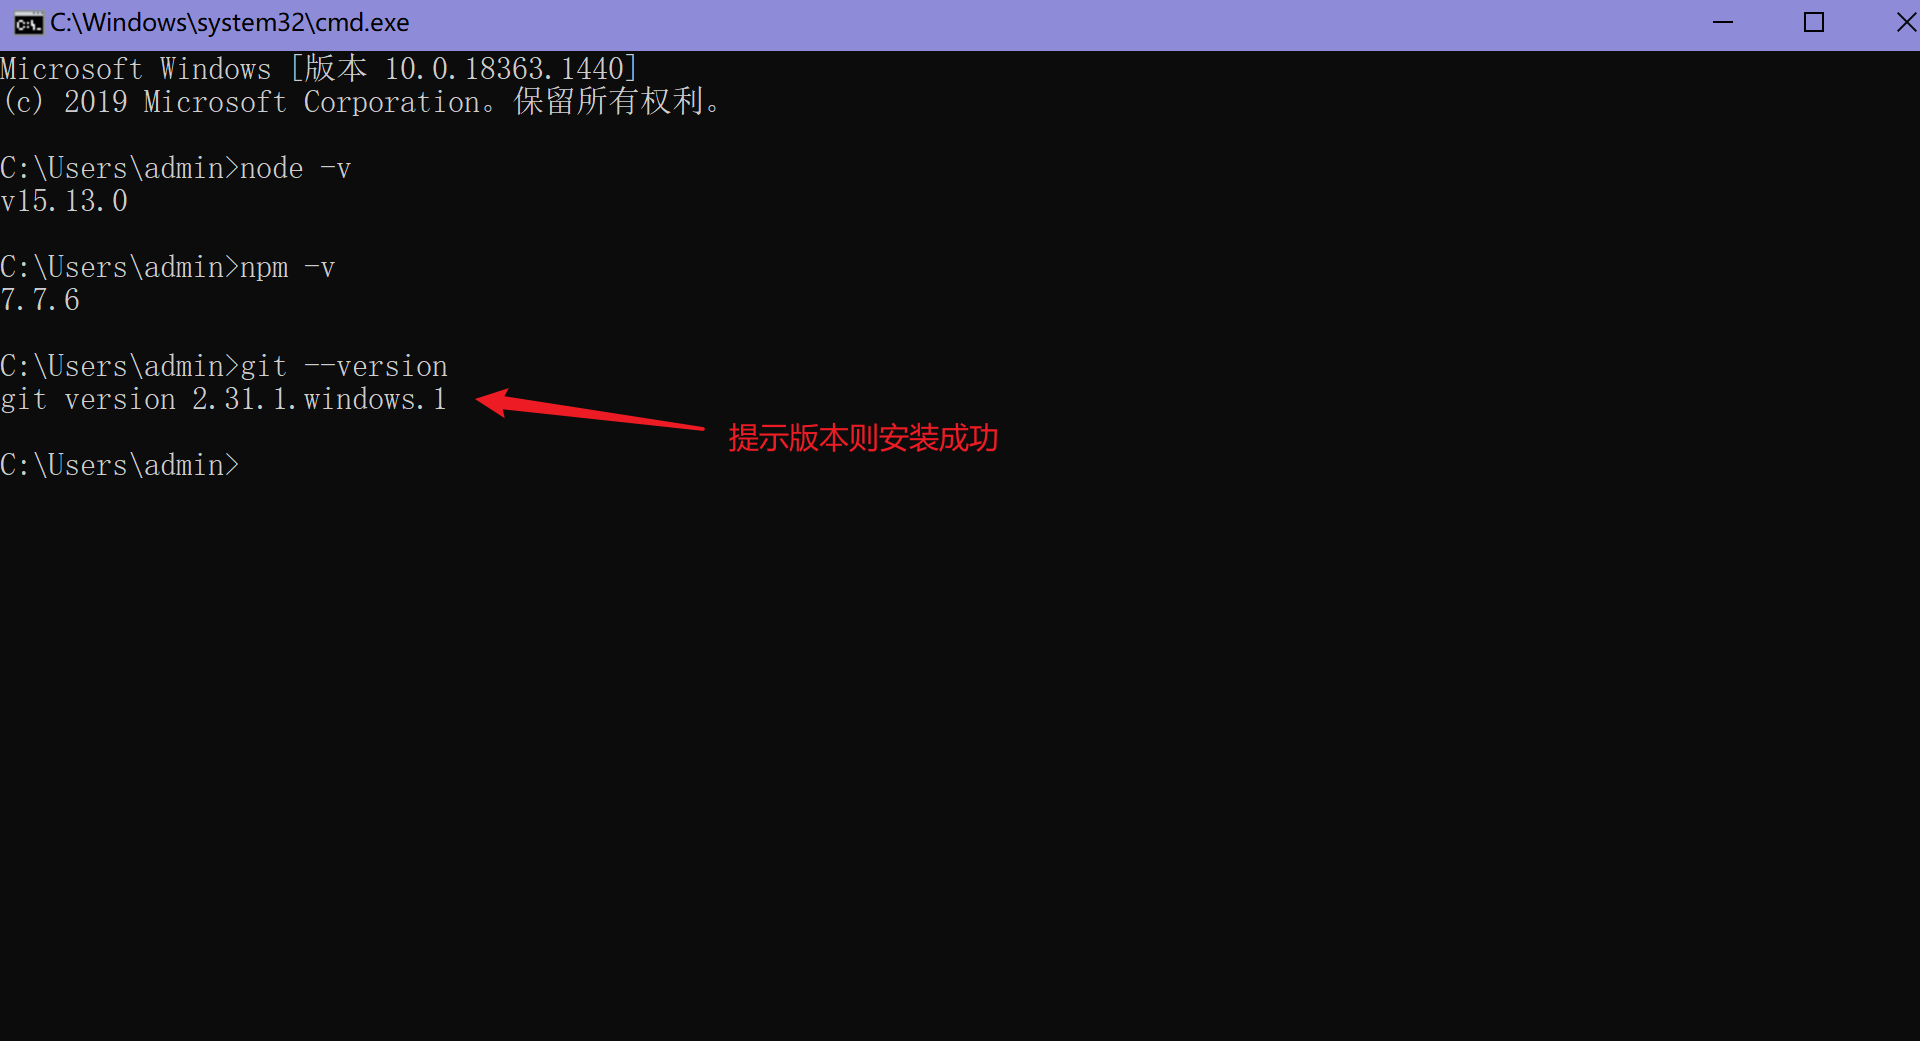 C:\Windows\system32\cmd.exe
Microsoft Windows [版本 10.0.18363.1440]
(c) 2019 Microsoft Corporation。保留所有权利。
C:\Users\admin>node -v
v15.13.0
C:\Users\admin>npm -v
7.7.6
C:\Users\admin>git --version
git version 2.31.1.windows.1
提示版本则安装成功
C:\Users\admin>